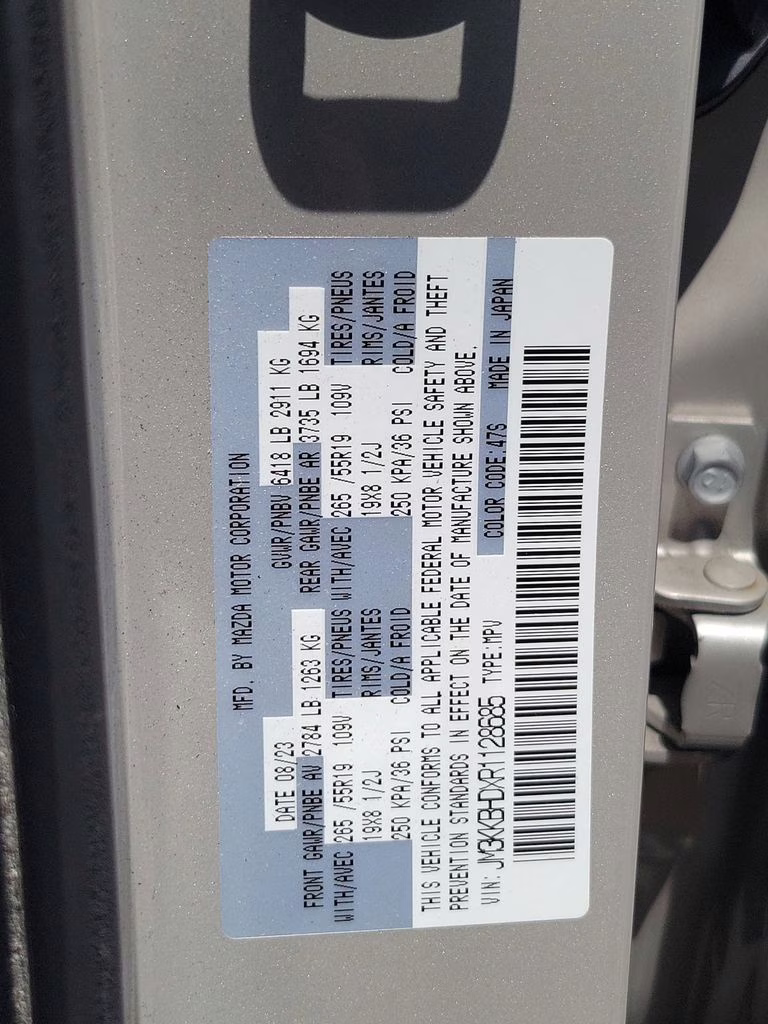 MFD. BY MAZDA MOTOR CORPORATION
DATE 08/23 GVWR/PNBV 6418 LB 2911 KG
FRONT GAWR/PNBE AV 2784 LB 1263 KG REAR GAWR/PNBE AR 3735 LB 1694 KG
WITH/AVEC 265 /55R19 109V TIRES/PNEUS WITH/AVEC 265 /55R19 109V TIRES/PNEUS
19X8 1/2J RIMS/JANTES 19X8 1/2J RIMS/JANTES
250 KPA/36 PSI COLD/A FROID 250 KPA/36 PSI COLD/A FROID
THIS VEHICLE CONFORMS TO ALL APPLICABLE FEDERAL MOTOR VEHICLE SAFETY AND THEFT
PREVENTION STANDARDS IN EFFECT ON THE DATE OF MANUFACTURE SHOWN ABOVE.
VIN: JM3KKBHDXR1128685 TYPE:MPV COLOR CODE:47S MADE IN JAPAN